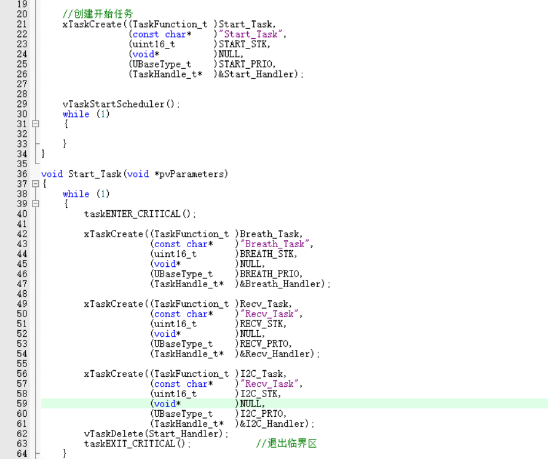 19
20 //创建开始任务
21 xTaskCreate((TaskFunction_t )Start_Task,
22 (const char* )"Start_Task",
23 (uint16_t )START_STK,
24 (void* )NULL,
25 (UBaseType_t )START_PRIO,
26 (TaskHandle_t* )&Start_Handler);
27
28
29 vTaskStartScheduler();
30 while (1)
31 {
32
33 }
34 }
35
36 void Start_Task(void *pvParameters)
37 {
38 while (1)
39 {
40 taskENTER_CRITICAL();
41
42 xTaskCreate((TaskFunction_t )Breath_Task,
43 (const char* )"Breath_Task",
44 (uint16_t )BREATH_STK,
45 (void* )NULL,
46 (UBaseType_t )BREATH_PRIO,
47 (TaskHandle_t* )&Breath_Handler);
48
49 xTaskCreate((TaskFunction_t )Recv_Task,
50 (const char* )"Recv_Task",
51 (uint16_t )RECV_STK,
52 (void* )NULL,
53 (UBaseType_t )RECV_PRTO,
54 (TaskHandle_t* )&Recv_Handler);
55
56 xTaskCreate((TaskFunction_t )I2C_Task,
57 (const char* )"Recv_Task",
58 (uint16_t )I2C_STK,
59 (void* )NULL,
60 (UBaseType_t )I2C_PRTO,
61 (TaskHandle_t* )&I2C_Handler);
62 vTaskDelete(Start_Handler);
63 taskEXIT_CRITICAL(); //退出临界区
64 }